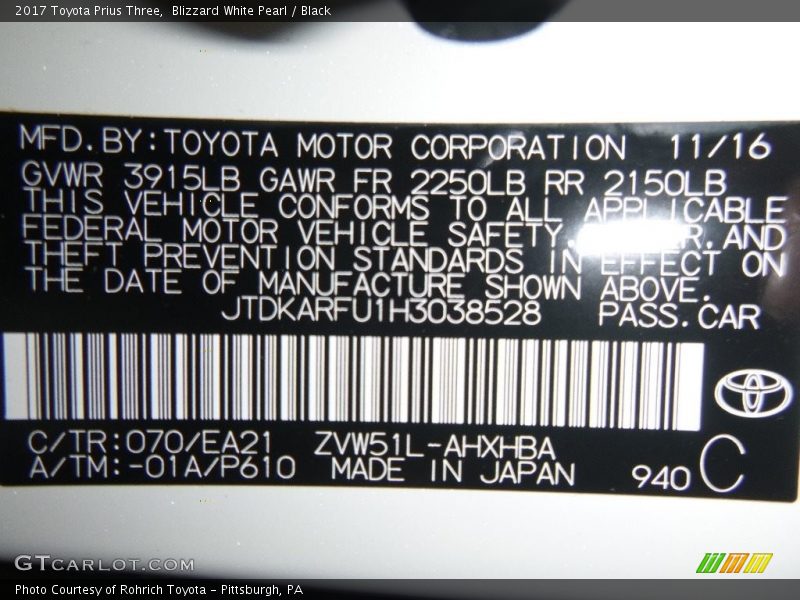 2017 Toyota Prius Three,  Blizzard White Pearl / Black
MFD.BY:TOYOTA MOTOR CORPORATION 11/16
GVWR 3915LB GAWR FR 2250LB RR 2150LB
THIS VEHICLE CONFORMS TO ALL APPLICABLE
FEDERAL MOTOR VEHICLE SAFETY, AND
THEFT PREVENTION STANDARDS IN EFFECT ON
THE DATE OF MANUFACTURE SHOWN ABOVE.
JTDKARFU1H3038528 PASS.CAR
C/TR:070/EA21 ZVW51L-AHXHBA
A/TM:-01A/P610 MADE IN JAPAN 940 C
GTCARLOT.COM
Photo Courtesy of Rohrich Toyota - Pittsburgh, PA